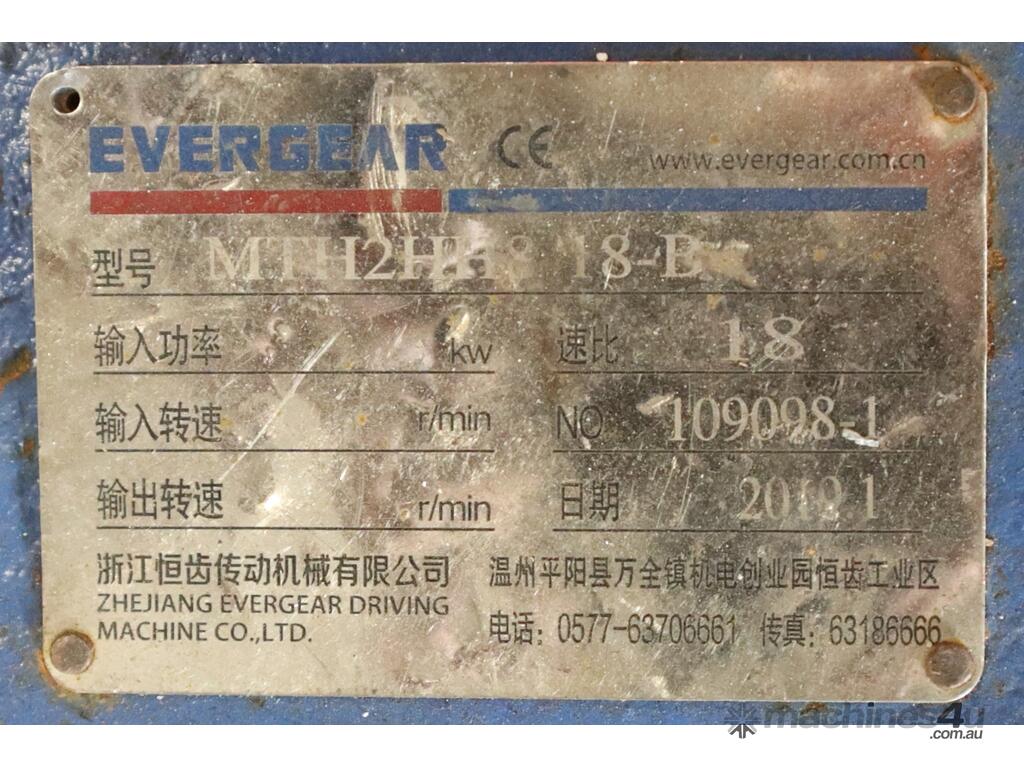 EVERGEAR CE www.evergear.com.cn
型号 18-B
输入功率 kw 速比 18
输入转速 r/min NO 109098-1
输出转速 r/min 日期
浙江恒齿传动机械有限公司
ZHEJIANG EVERGEAR DRIVING
MACHINE CO.,LTD.
温州平阳县万全镇机电创业园恒齿工业区
电话：0577-63706661 传真：63186666
machines4u
.com.au